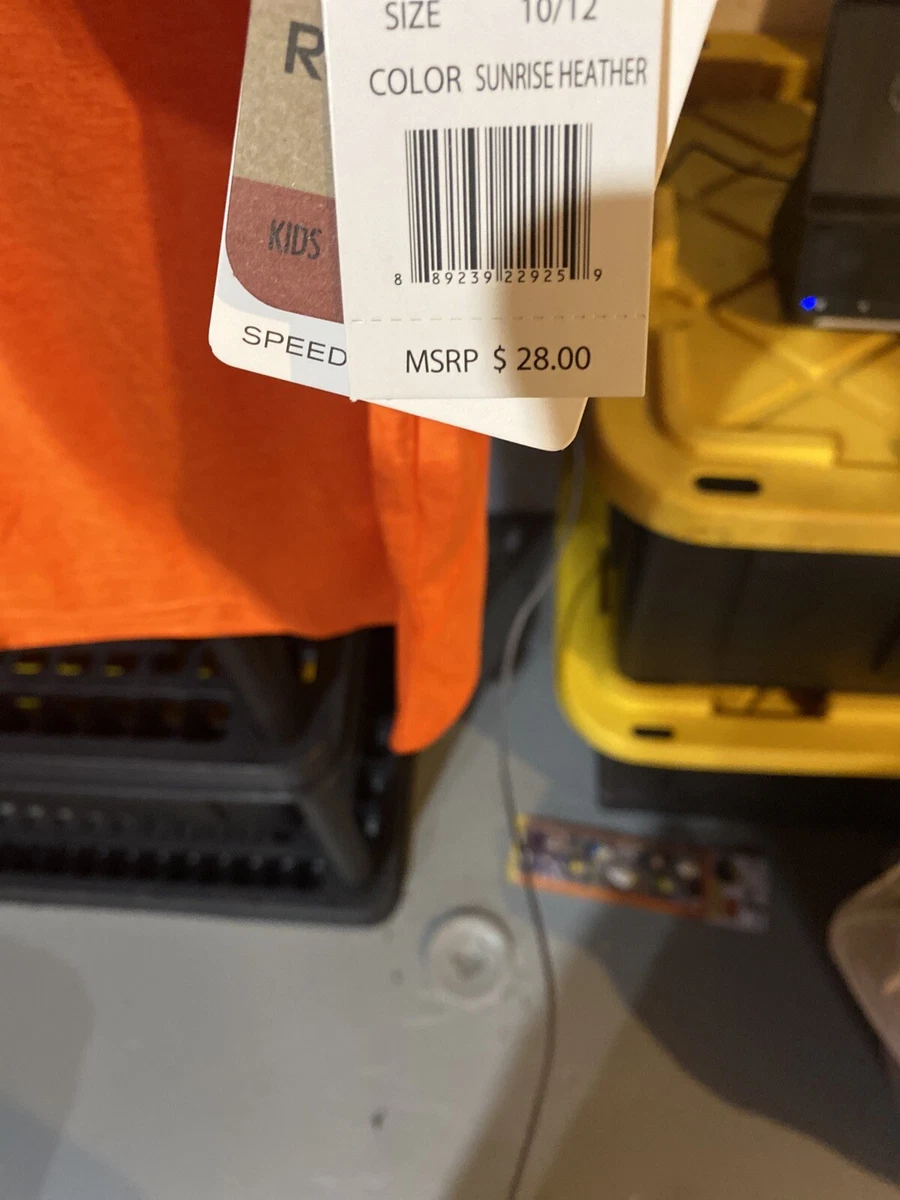 SIZE 10/12
COLOR SUNRISE HEATHER
8 89239 22925 9
MSRP $ 28.00
R
KIDS
SPEED